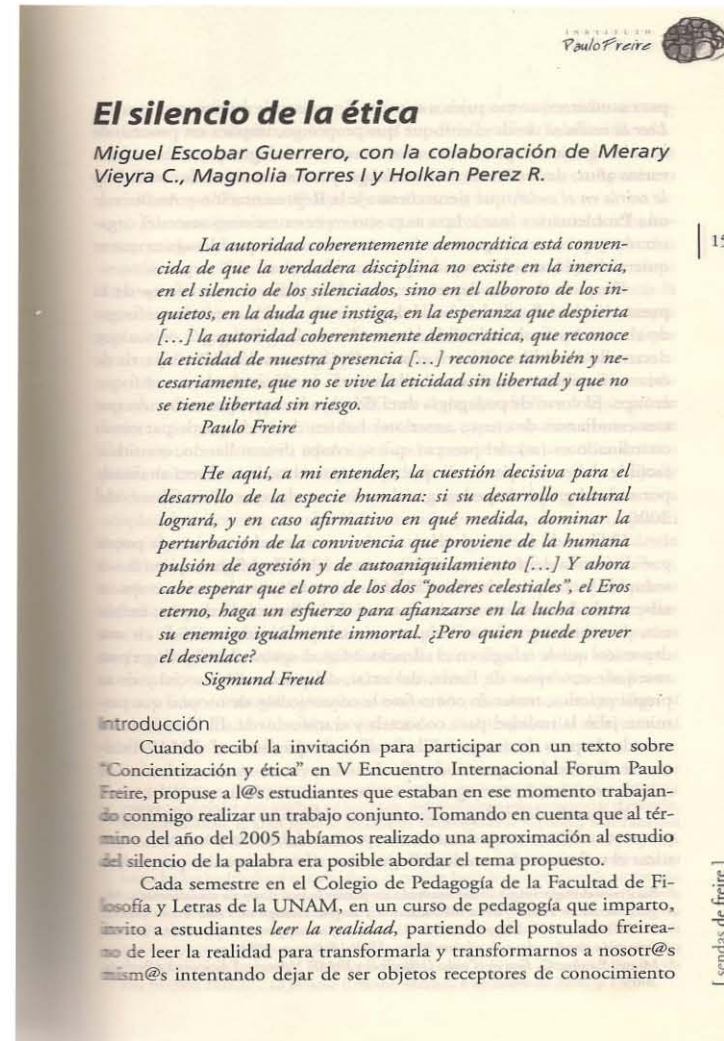 INSTITUTO
Paulo Freire
El silencio de la ética
Miguel Escobar Guerrero, con la colaboración de Merary
Vieyra C., Magnolia Torres I y Holkan Perez R.
La autoridad coherentemente democrática está conven-
cida de que la verdadera disciplina no existe en la inercia,
en el silencio de los silenciados, sino en el alboroto de los in-
quietos, en la duda que instiga, en la esperanza que despierta
[...] la autoridad coherentemente democrática, que reconoce
la eticidad de nuestra presencia [...] reconoce también y ne-
cesariamente, que no se vive la eticidad sin libertad y que no
se tiene libertad sin riesgo.
Paulo Freire
He aquí, a mi entender, la cuestión decisiva para el
desarrollo de la especie humana: si su desarrollo cultural
logrará, y en caso afirmativo en qué medida, dominar la
perturbación de la convivencia que proviene de la humana
pulsión de agresión y de autoaniquilamiento [...] Y ahora
cabe esperar que el otro de los dos “poderes celestiales”, el Eros
eterno, haga un esfuerzo para afianzarse en la lucha contra
su enemigo igualmente inmortal. ¿Pero quien puede prever
el desenlace?
Sigmund Freud
Introducción
Cuando recibí la invitación para participar con un texto sobre
“Concientización y ética” en V Encuentro Internacional Forum Paulo
Freire, propuse a l@s estudiantes que estaban en ese momento trabajan-
do conmigo realizar un trabajo conjunto. Tomando en cuenta que al tér-
mino del año del 2005 habíamos realizado una aproximación al estudio
del silencio de la palabra era posible abordar el tema propuesto.
Cada semestre en el Colegio de Pedagogía de la Facultad de Fi-
losofía y Letras de la UNAM, en un curso de pedagogía que imparto,
invito a estudiantes leer la realidad, partiendo del postulado freirea-
no de leer la realidad para transformarla y transformarnos a nosotr@s
mism@s intentando dejar de ser objetos receptores de conocimiento
[ sendas de freire ]